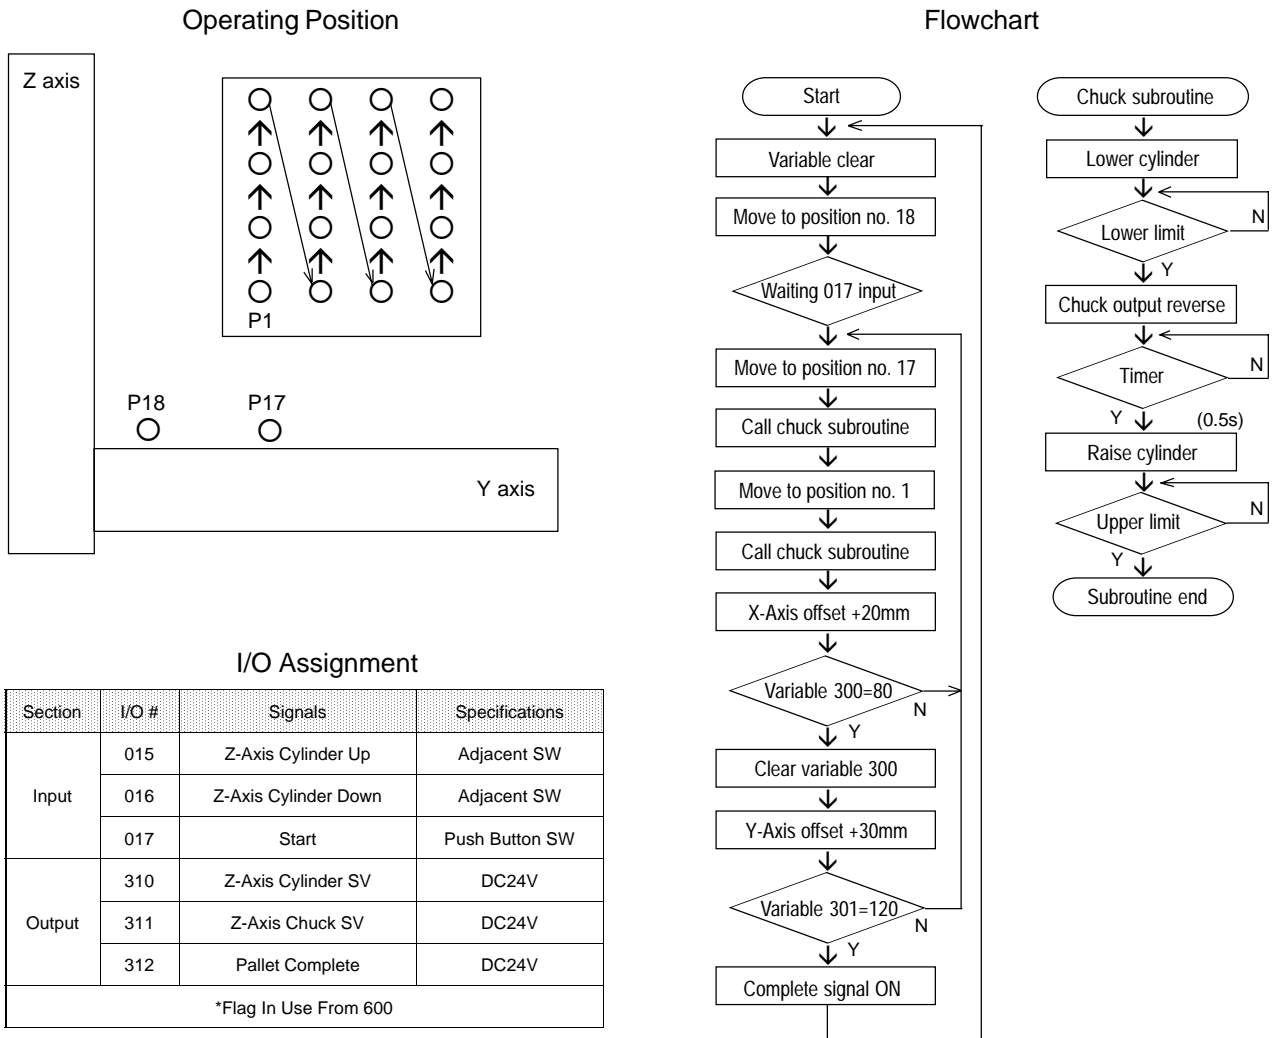 Operating Position
Z axis
P1
P18
P17
Y axis
I/O Assignment
Section I/O # Signals Specifications
Input
015 Z-Axis Cylinder Up Adjacent SW
016 Z-Axis Cylinder Down Adjacent SW
017 Start Push Button SW
Output
310 Z-Axis Cylinder SV DC24V
311 Z-Axis Chuck SV DC24V
312 Pallet Complete DC24V
*Flag In Use From 600
Flowchart
Start
Variable clear
Move to position no. 18
Waiting 017 input
Move to position no. 17
Call chuck subroutine
Move to position no. 1
Call chuck subroutine
X-Axis offset +20mm
Variable 300=80
N
Y
Clear variable 300
Y-Axis offset +30mm
Variable 301=120
N
Y
Complete signal ON
Chuck subroutine
Lower cylinder
Lower limit
N
Y
Chuck output reverse
Timer
N
Y
(0.5s)
Raise cylinder
Upper limit
N
Y
Subroutine end